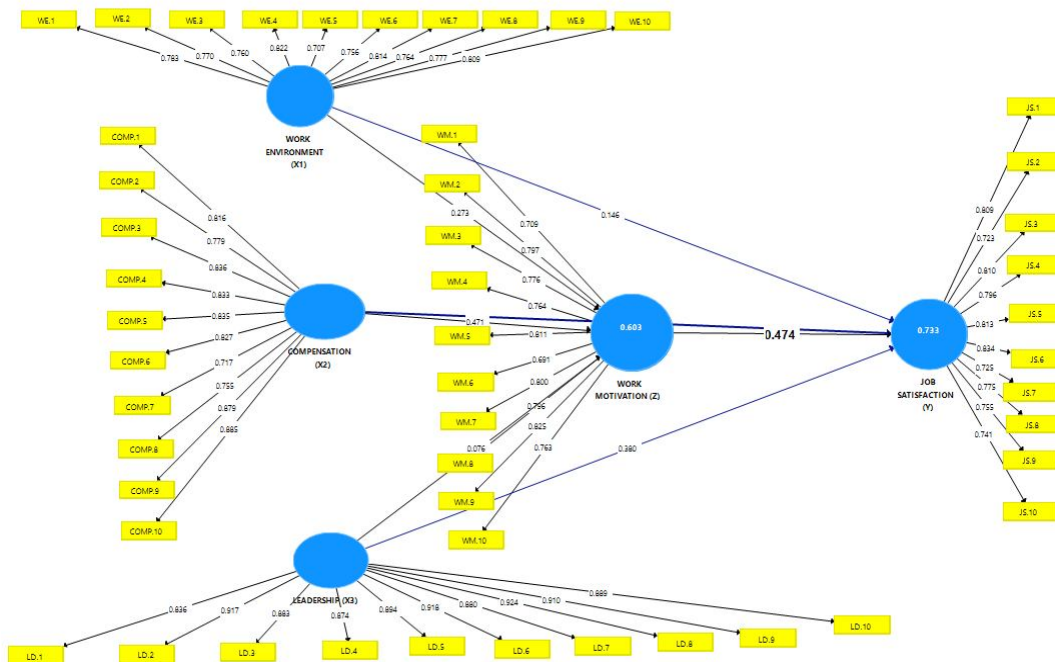 WE.1 WE.2 WE.3 WE.4 WE.5 WE.6 WE.7 WE.8 WE.9 WE.10
0.783 0.770 0.760 0.822 0.707 0.756 0.814 0.764 0.777 0.809
WORK
ENVIRONMENT
(X1)
COMP.1
COMP.2
COMP.3
COMP.4
COMP.5
COMP.6
COMP.7
COMP.8
COMP.9
COMP.10
0.816
0.779
0.836
0.833
0.835
0.827
0.717
0.755
0.879
0.885
COMPENSATION
(X2)
0.273
0.146
0.471
0.474
0.076
0.380
WM.1
WM.2
WM.3
WM.4
WM.5
WM.6
WM.7
WM.8
WM.9
WM.10
0.709
0.797
0.776
0.764
0.811
0.691
0.800
0.796
0.825
0.763
0.603
WORK
MOTIVATION (Z)
0.733
JOB
SATISFACTION
(Y)
JS.1
JS.2
JS.3
JS.4
JS.5
JS.6
JS.7
JS.8
JS.9
JS.10
0.809
0.723
0.810
0.796
0.813
0.834
0.725
0.775
0.755
0.741
LEADERSHIP (X3)
0.836 0.917 0.883 0.874 0.894 0.918 0.880 0.924 0.910 0.889
LD.1 LD.2 LD.3 LD.4 LD.5 LD.6 LD.7 LD.8 LD.9 LD.10